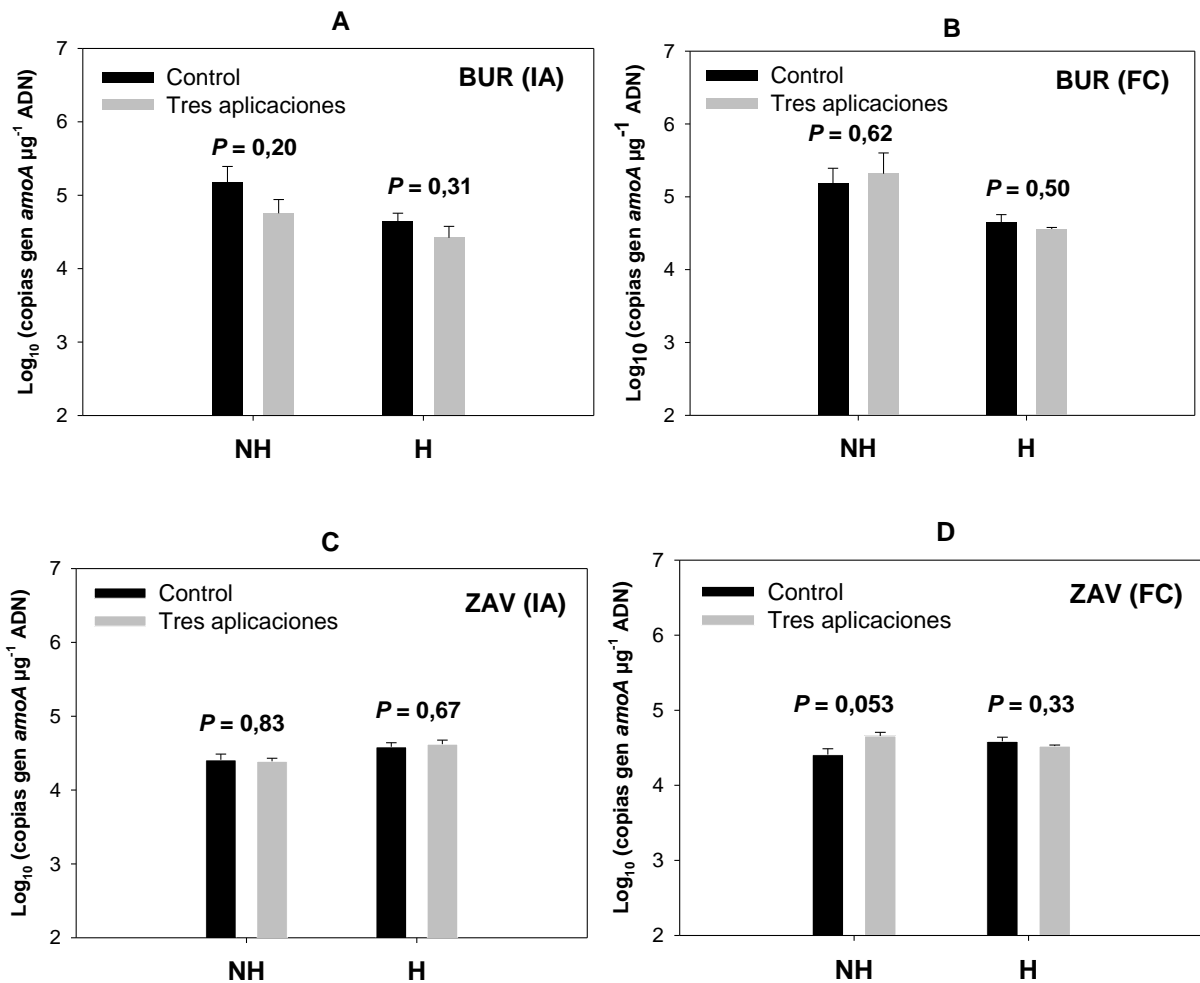 A
7
Control
Tres aplicaciones
BUR (IA)
6
P = 0,20
P = 0,31
5
4
3
2
Log₁₀ (copias gen amoA µg⁻¹ ADN)
NH
H
B
7
Control
Tres aplicaciones
BUR (FC)
6
P = 0,62
P = 0,50
5
4
3
2
Log₁₀ (copias gen amoA µg⁻¹ ADN)
NH
H
C
7
Control
Tres aplicaciones
ZAV (IA)
6
5
P = 0,83
P = 0,67
4
3
2
Log₁₀ (copias gen amoA µg⁻¹ ADN)
NH
H
D
7
Control
Tres aplicaciones
ZAV (FC)
6
5
P = 0,053
P = 0,33
4
3
2
Log₁₀ (copias gen amoA µg⁻¹ ADN)
NH
H